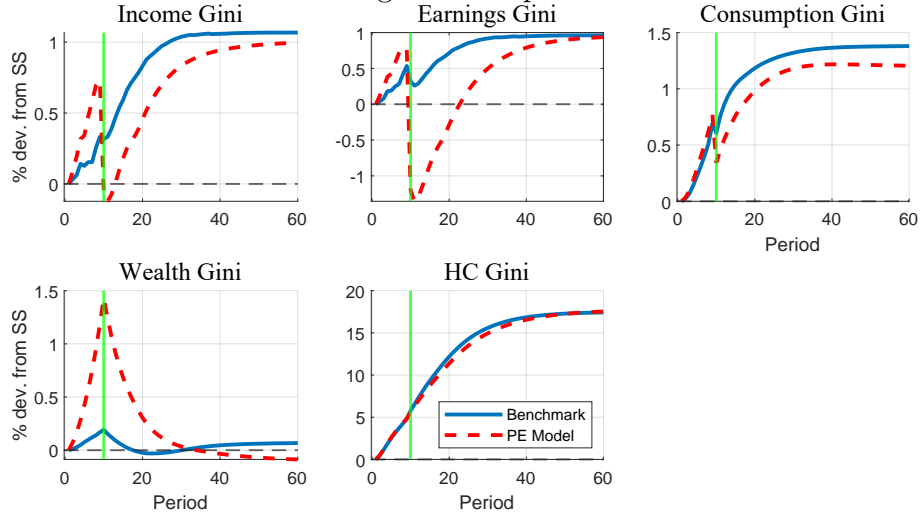 Income Gini
Earnings Gini
Consumption Gini
% dev. from SS
1
0.5
0
0 20 40 60
1
0.5
0
-0.5
-1
0 20 40 60
1.5
1
0.5
0
0 20 40 60
Period
Wealth Gini
HC Gini
% dev. from SS
1.5
1
0.5
0
0 20 40 60
Period
20
15
10
5
0
0 20 40 60
Period
Benchmark
PE Model